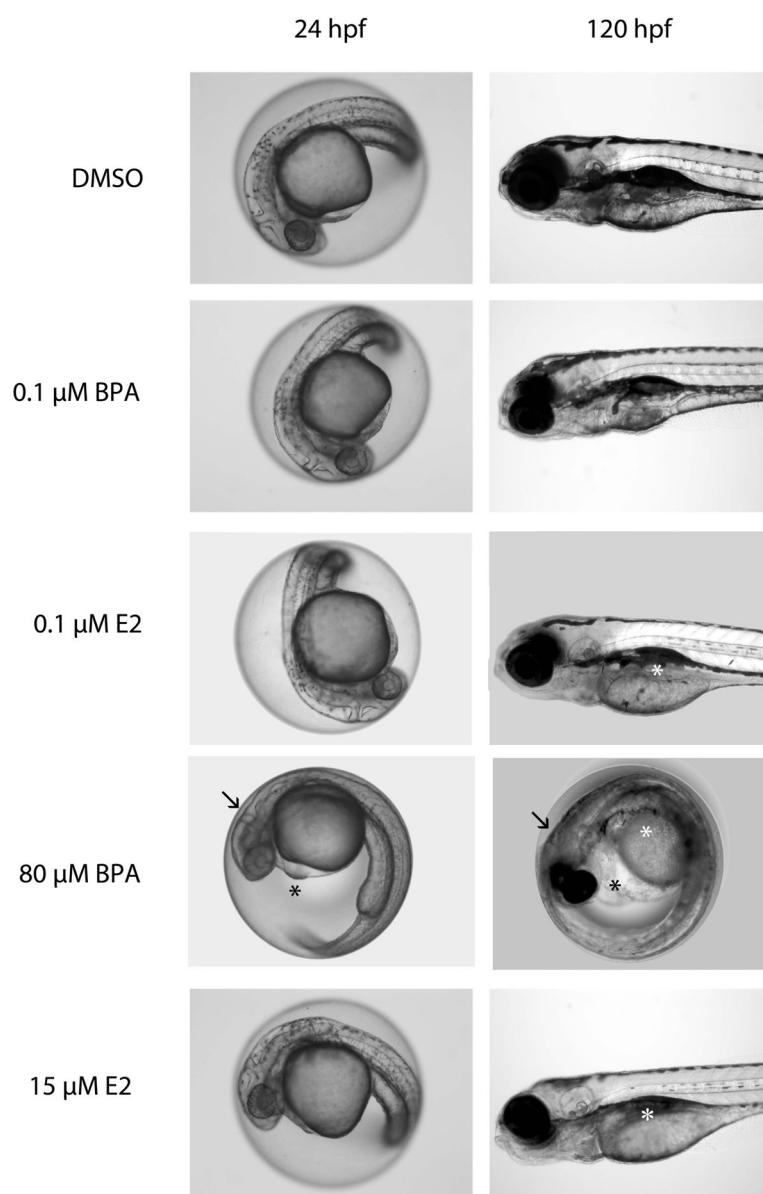 24 hpf 120 hpf
DMSO
0.1 µM BPA
0.1 µM E2
*
80 µM BPA
* * *
15 µM E2
*